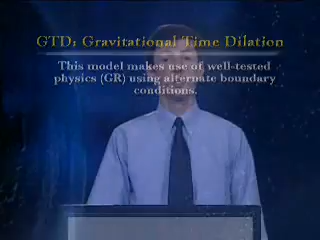 GTD: Gravitational Time Dilation
This model makes use of well-tested
physics (GR) using alternate boundary
conditions.